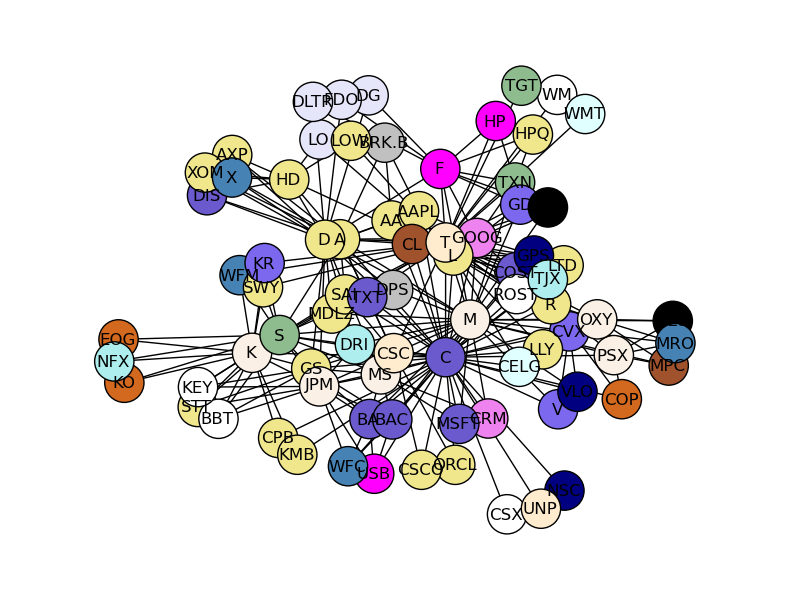 TGT
WM
WMT
DLTR
FDO
DG
HP
HPQ
LO
LOW
BRK.B
AXP
XOM
X
DIS
HD
F
TXN
GD
AA
AAPL
D
A
CL
T
GOOG
L
GPS
COST
LTD
TJX
ROST
R
WFM
KR
SWY
DPS
TXT
MDLZ
M
CVX
OXY
MRO
PSX
MPC
EOG
NFX
KO
S
K
DRI
CSC
C
LLY
CELG
GS
MS
JPM
KEY
STT
BBT
VLO
V
COP
BA
BAC
MSFT
CRM
CPB
KMB
WFC
USB
CSCO
ORCL
NSC
CSX
UNP